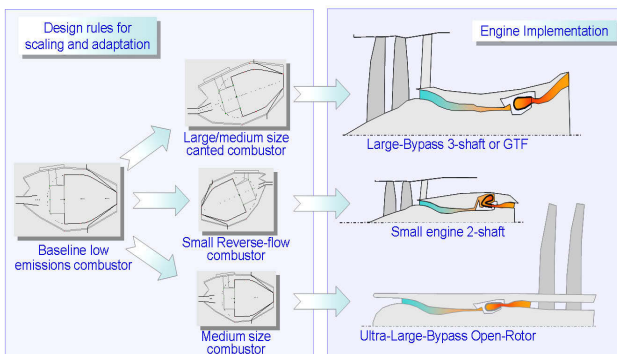 Design rules for
scaling and adaptation
Engine Implementation
Large/medium size
canted combustor
Large-Bypass 3-shaft or GTF
Baseline low
emissions combustor
Small Reverse-flow
combustor
Small engine 2-shaft
Medium size
combustor
Ultra-Large-Bypass Open-Rotor